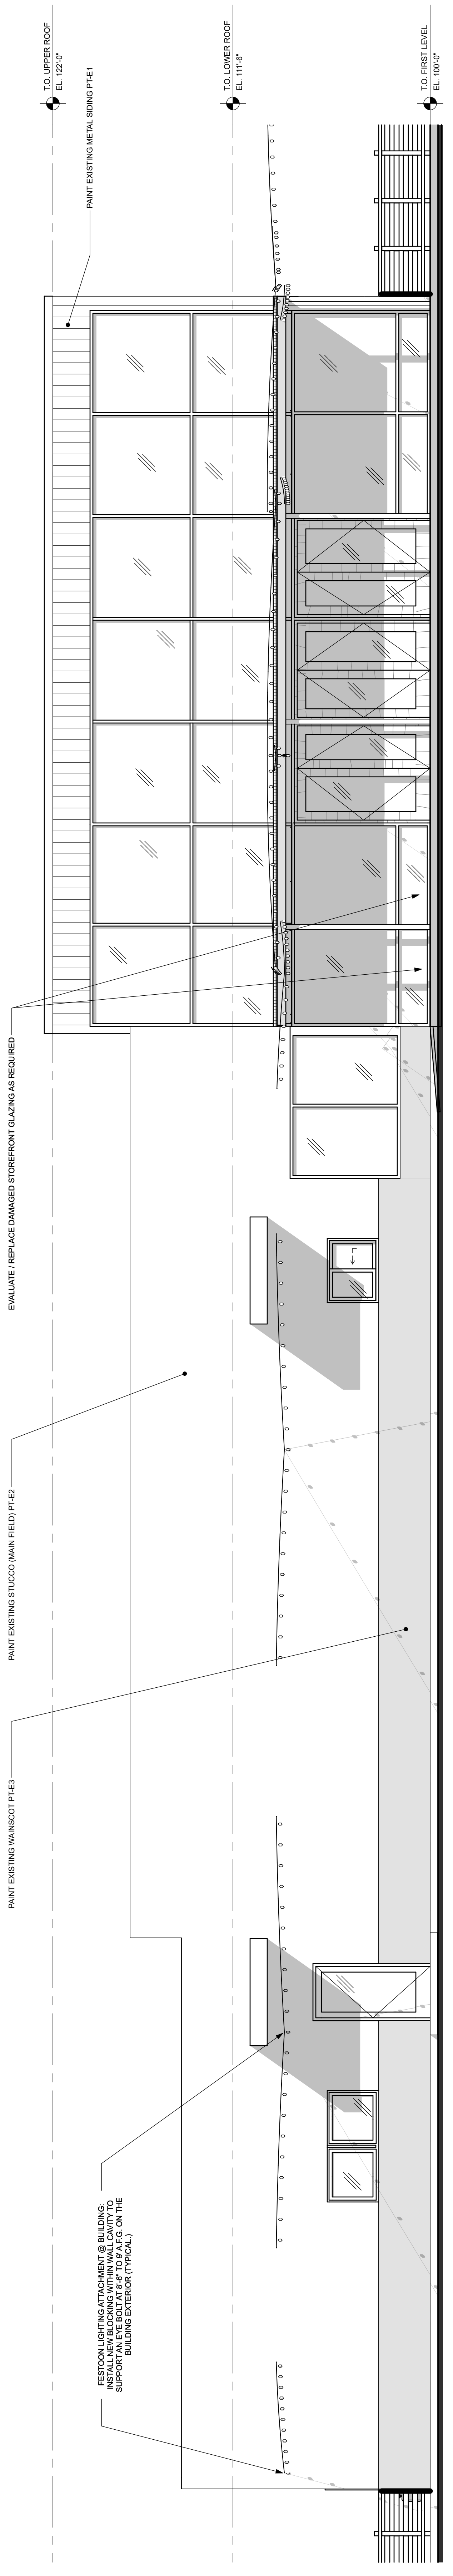 T.O. UPPER ROOF
EL. 122'-0"
T.O. LOWER ROOF
EL. 111'-6"
T.O. FIRST LEVEL
EL. 100'-0"
PAINT EXISTING METAL SIDING PT-E1
EVALUATE / REPLACE DAMAGED STOREFRONT GLAZING AS REQUIRED
PAINT EXISTING STUCCO (MAIN FIELD) PT-E2
PAINT EXISTING WAINSCOT PT-E3
FESTOON LIGHTING ATTACHMENT @ BUILDING:
INSTALL NEW BLOCKING WITHIN WALL CAVITY TO
SUPPORT AN EYE BOLT AT 8'-6" TO 9' A.F.G. ON THE
BUILDING EXTERIOR (TYPICAL.)